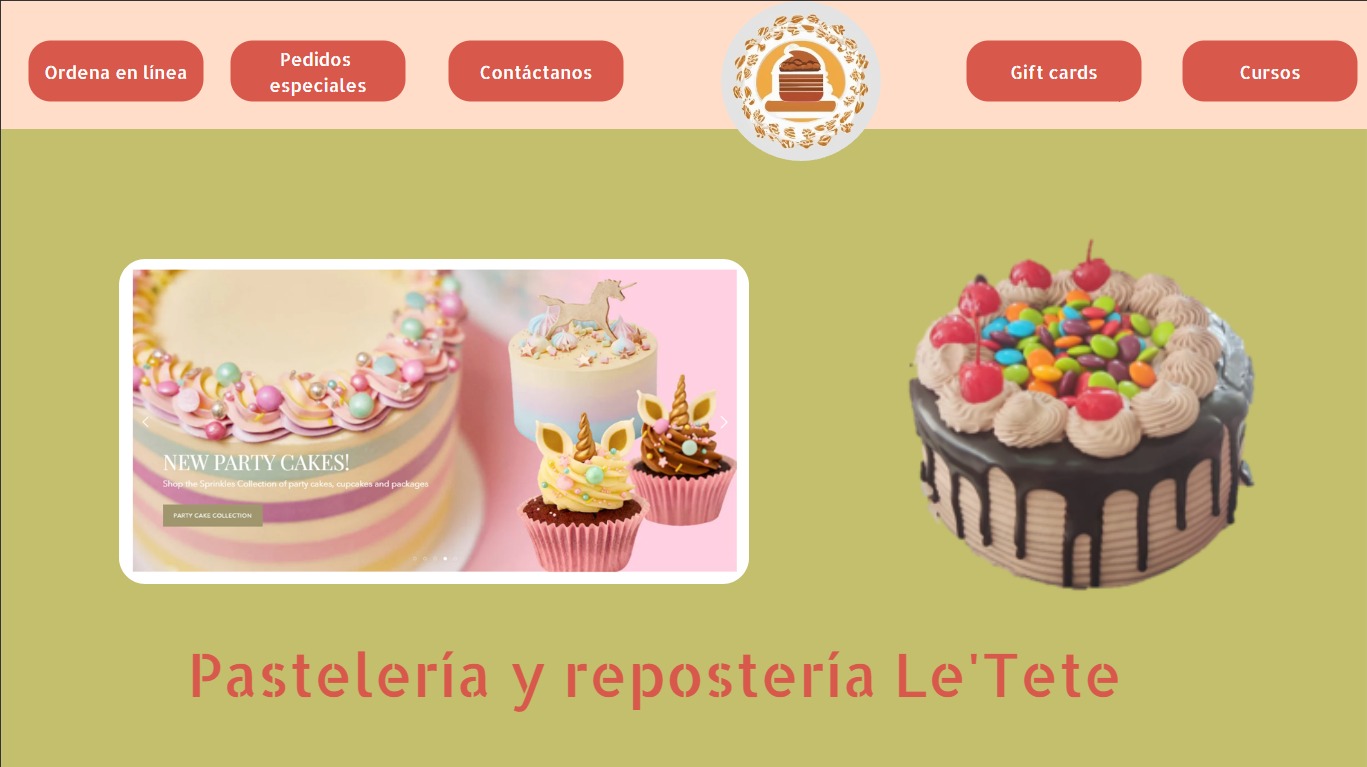 Ordena en línea
Pedidos
especiales
Contáctanos
Gift cards
Cursos
NEW PARTY CAKES!
Shop the Sprinkles Collection of party cakes, cupcakes and packages
PARTY CAKE COLLECTION
Pastelería y repostería Le'Tete